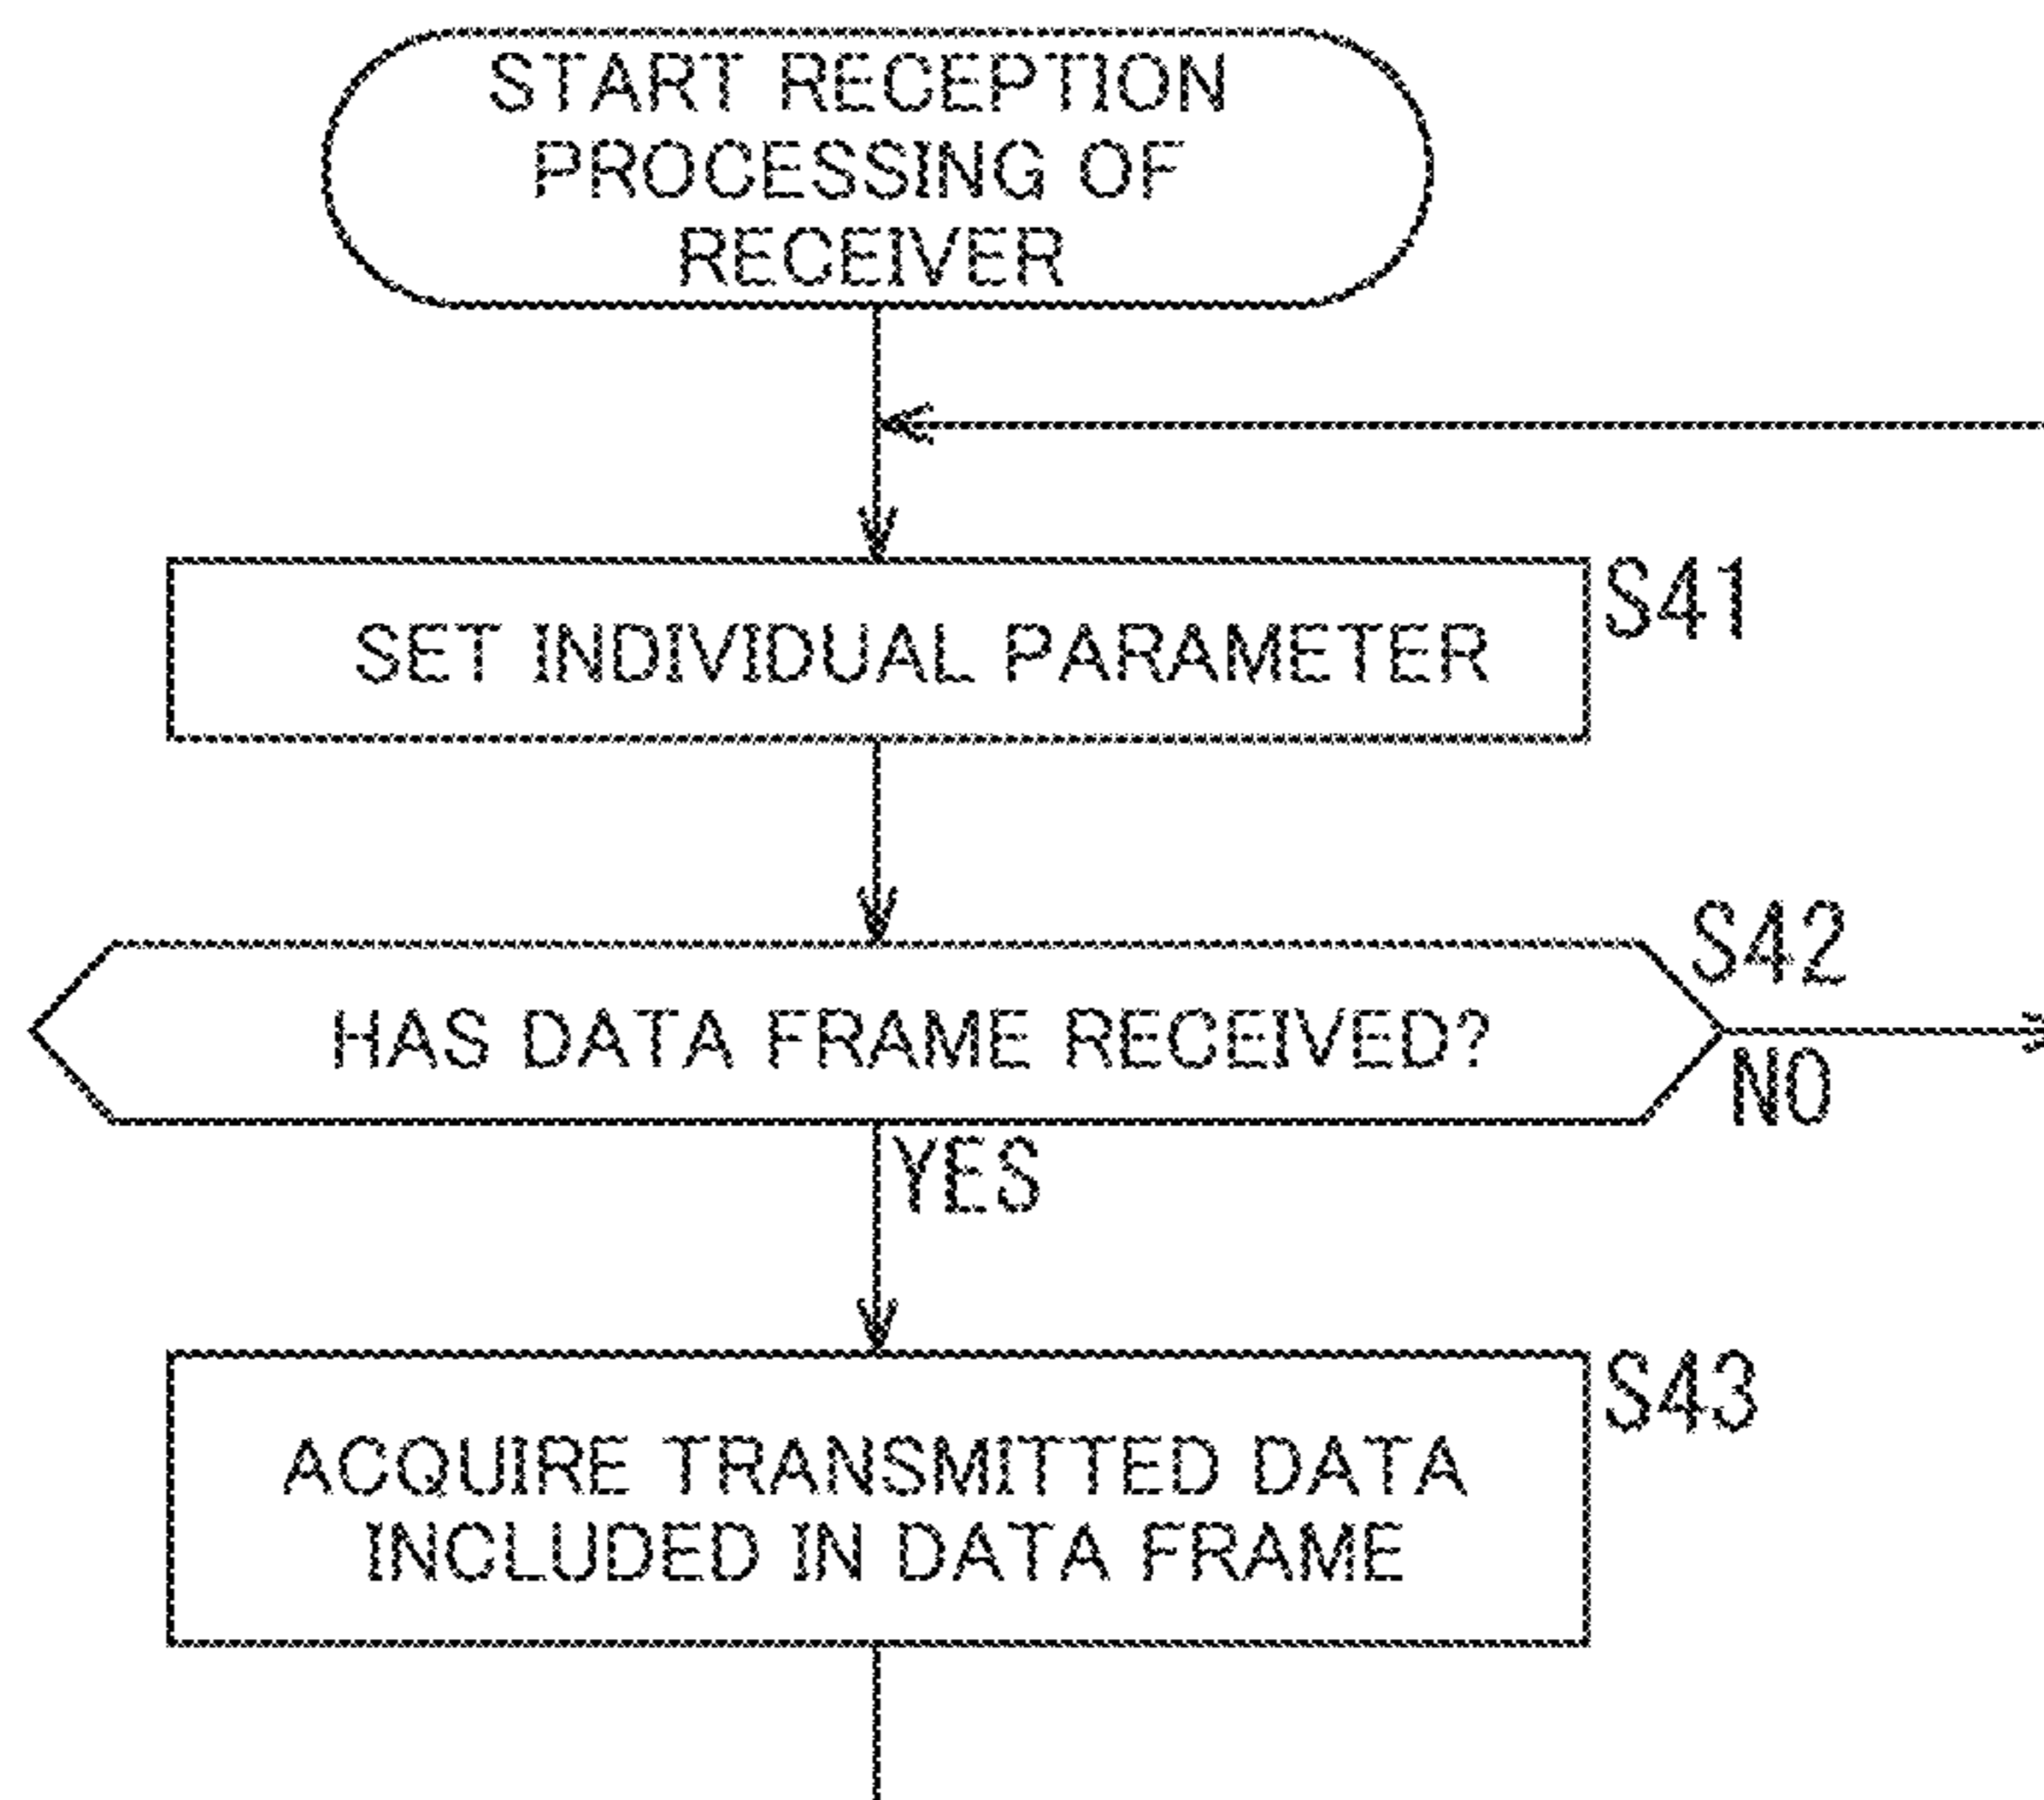 START RECEPTION
PROCESSING OF
RECEIVER
S41
SET INDIVIDUAL PARAMETER
S42
HAS DATA FRAME RECEIVED?
NO
YES
S43
ACQUIRE TRANSMITTED DATA
INCLUDED IN DATA FRAME